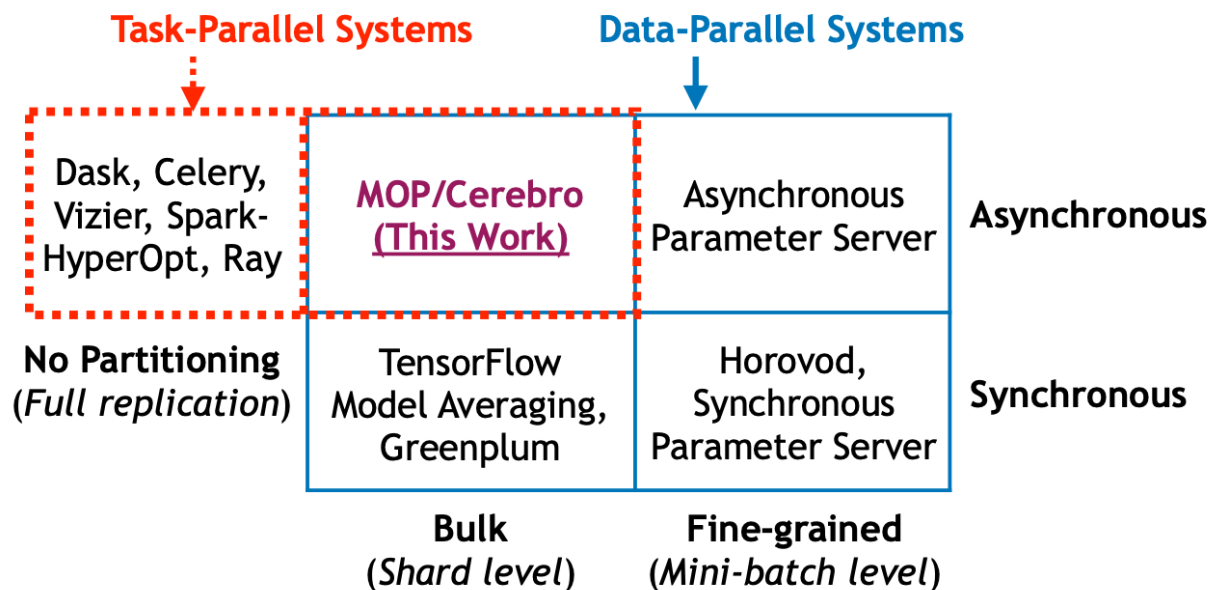 Task-Parallel Systems
Data-Parallel Systems
Dask, Celery,
Vizier, Spark-
HyperOpt, Ray
MOP/Cerebro
(This Work)
Asynchronous
Parameter Server
Asynchronous
No Partitioning
(Full replication)
TensorFlow
Model Averaging,
Greenplum
Horovod,
Synchronous
Parameter Server
Synchronous
Bulk
(Shard level)
Fine-grained
(Mini-batch level)